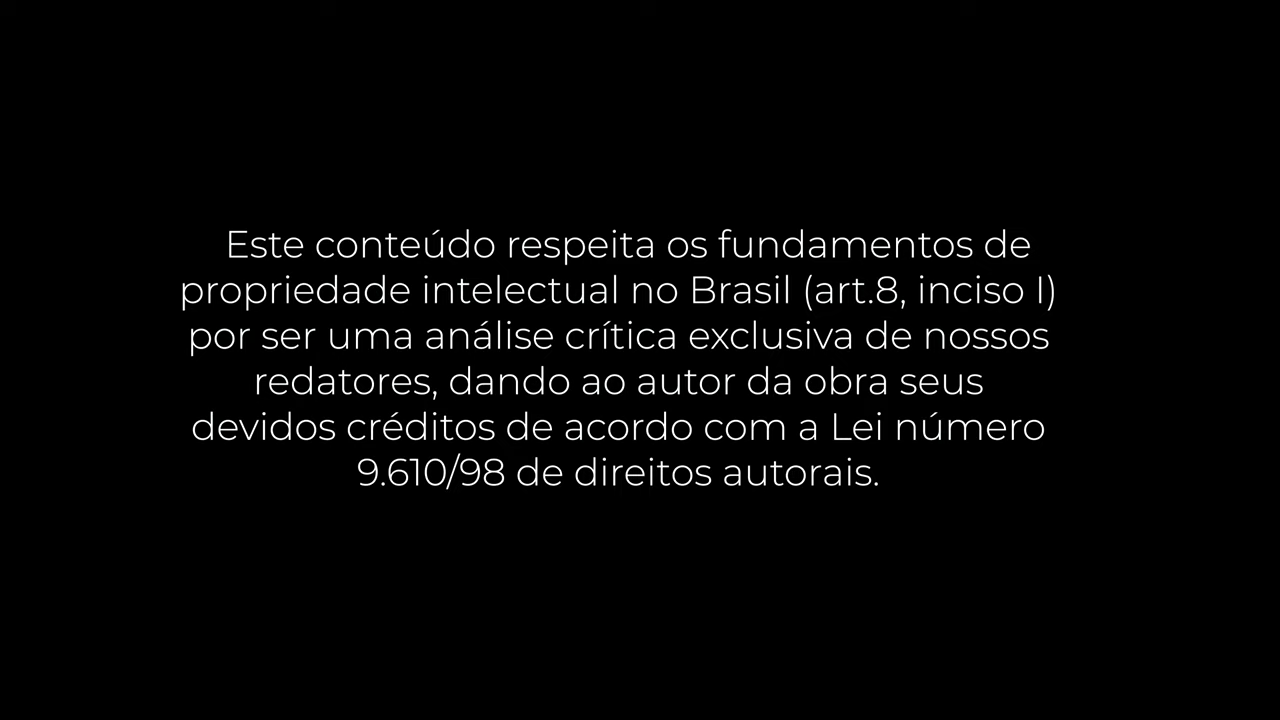 Este conteúdo respeita os fundamentos de
propriedade intelectual no Brasil (art.8, inciso I)
por ser uma análise crítica exclusiva de nossos
redatores, dando ao autor da obra seus
devidos créditos de acordo com a Lei número
9.610/98 de direitos autorais.